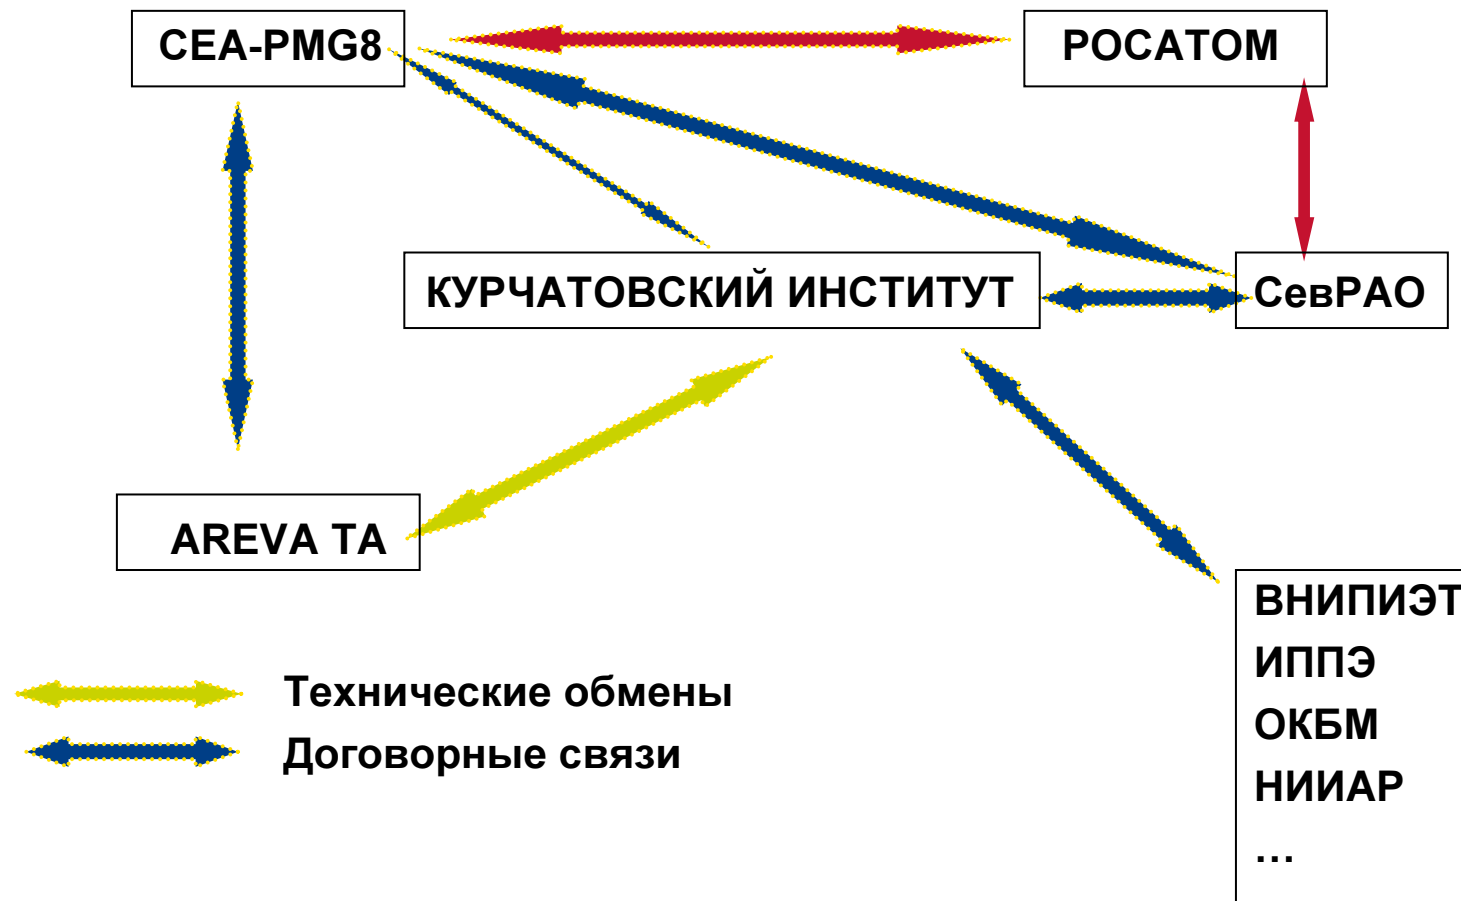 CEA-PMG8
РОСАТОМ
КУРЧАТОВСКИЙ ИНСТИТУТ
СевРАО
AREVA TA
ВНИПИЭТ
ИППЭ
ОКБМ
НИИАР
…
Технические обмены
Договорные связи